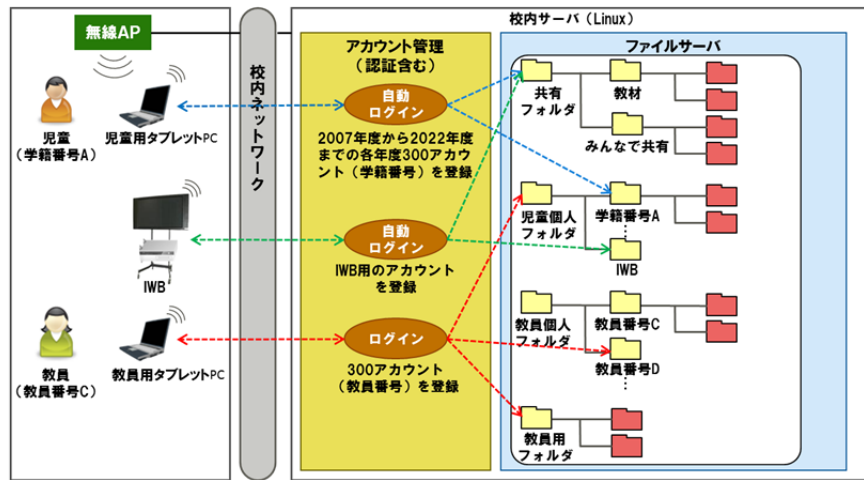 校内サーバ（Linux）
無線AP
アカウント管理
（認証含む）
ファイルサーバ
校内ネットワーク
自動
ログイン
共有
フォルダ
教材
児童
（学籍番号A）
児童用タブレットPC
2007年度から2022年度
までの各年度300アカウ
ント（学籍番号）を登録
みんなで共有
児童個人
フォルダ
学籍番号A
IWB
自動
ログイン
IWB用のアカウント
を登録
IWB
教員個人
フォルダ
教員番号C
教員番号D
ログイン
教員
（教員番号C）
教員用タブレットPC
300アカウント
（教員番号）を登録
教員用
フォルダ